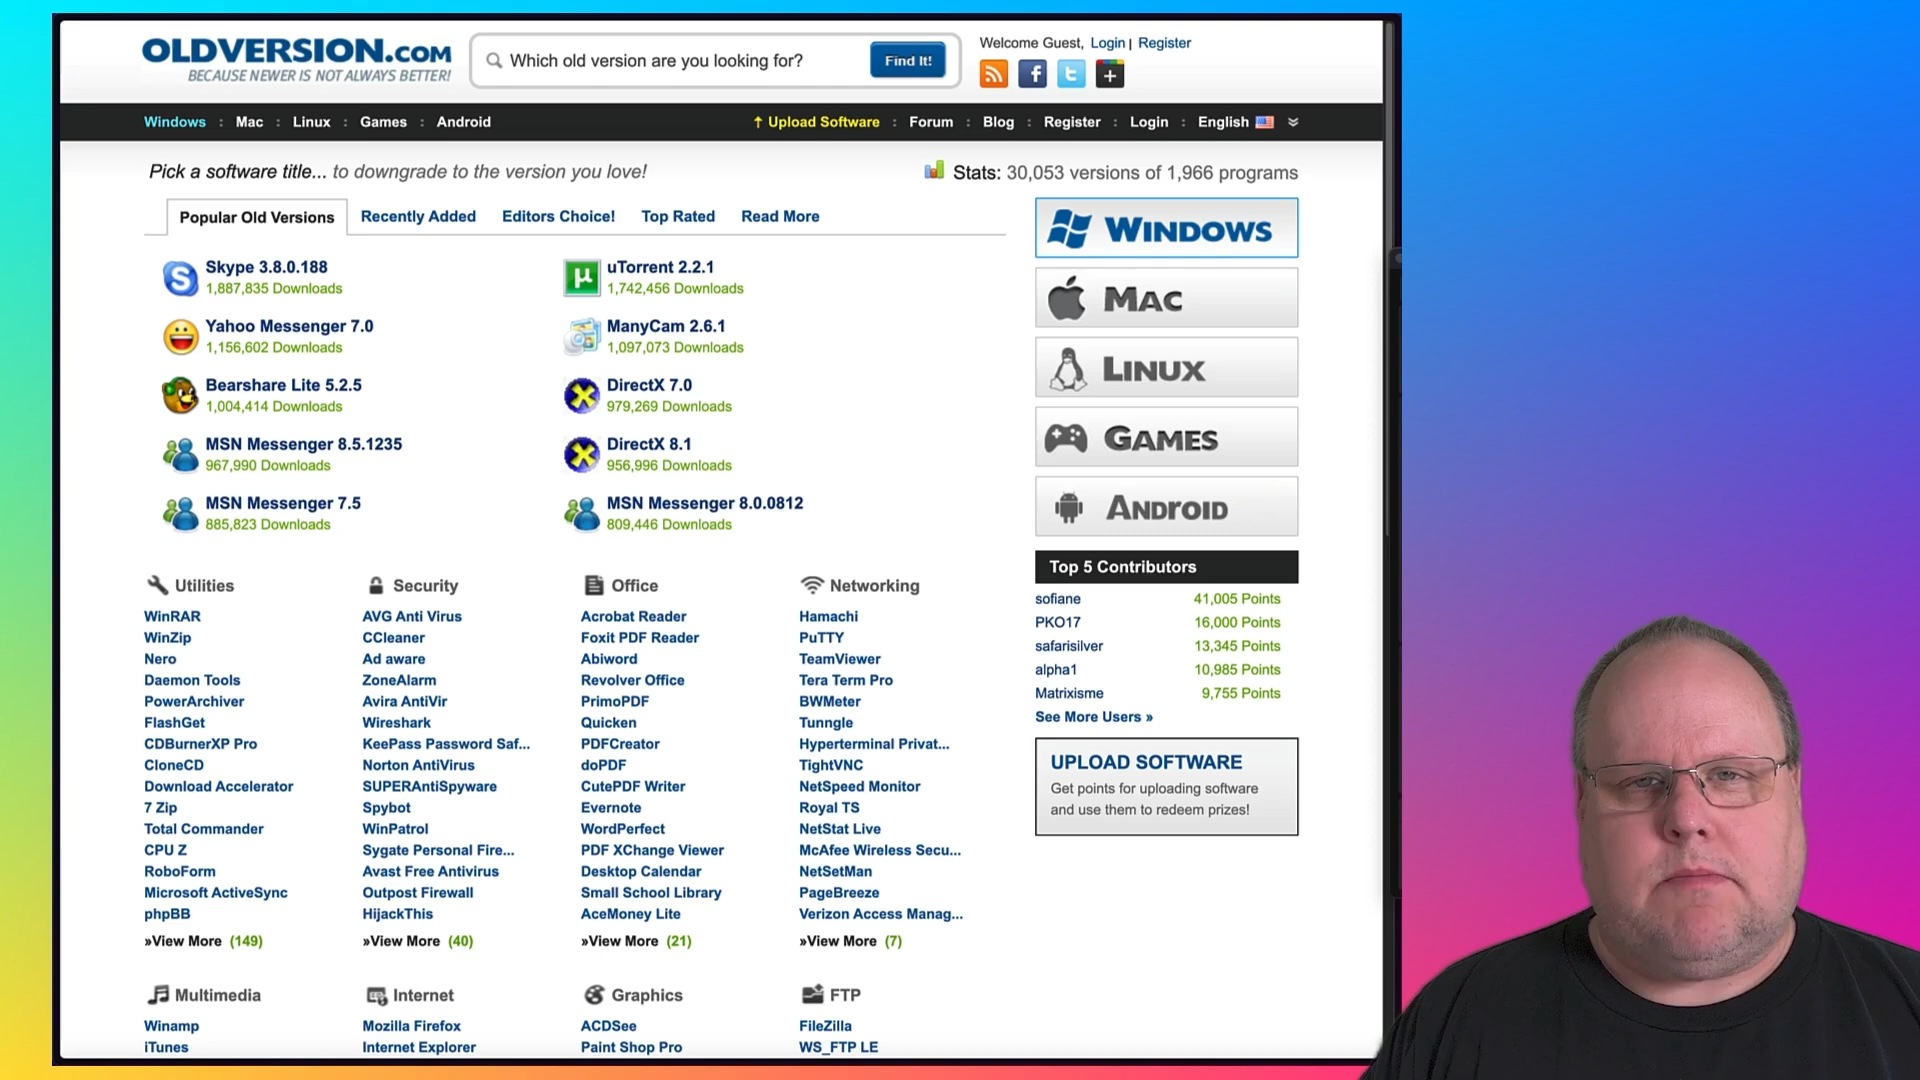 OLDVERSION.COM
BECAUSE NEWER IS NOT ALWAYS BETTER!
Which old version are you looking for?
Find It!
Welcome Guest, Login | Register
Windows : Mac : Linux : Games : Android
↑ Upload Software : Forum : Blog : Register : Login : English
Pick a software title... to downgrade to the version you love!
Stats: 30,053 versions of 1,966 programs
Popular Old Versions
Recently Added
Editors Choice!
Top Rated
Read More
Skype 3.8.0.188
1,887,835 Downloads
uTorrent 2.2.1
1,742,456 Downloads
Yahoo Messenger 7.0
1,156,602 Downloads
ManyCam 2.6.1
1,097,073 Downloads
Bearshare Lite 5.2.5
1,004,414 Downloads
DirectX 7.0
979,269 Downloads
MSN Messenger 8.5.1235
967,990 Downloads
DirectX 8.1
956,996 Downloads
MSN Messenger 7.5
885,823 Downloads
MSN Messenger 8.0.0812
809,446 Downloads
WINDOWS
MAC
LINUX
GAMES
ANDROID
Top 5 Contributors
sofiane 41,005 Points
PKO17 16,000 Points
safarisilver 13,345 Points
alpha1 10,985 Points
Matrixisme 9,755 Points
See More Users »
UPLOAD SOFTWARE
Get points for uploading software
and use them to redeem prizes!
Utilities
WinRAR
WinZip
Nero
Daemon Tools
PowerArchiver
FlashGet
CDBurnerXP Pro
CloneCD
Download Accelerator
7 Zip
Total Commander
CPU Z
RoboForm
Microsoft ActiveSync
phpBB
»View More (149)
Security
AVG Anti Virus
CCleaner
Ad aware
ZoneAlarm
Avira AntiVir
Wireshark
KeePass Password Saf...
Norton AntiVirus
SUPERAntiSpyware
Spybot
WinPatrol
Sygate Personal Fire...
Avast Free Antivirus
Outpost Firewall
HijackThis
»View More (40)
Office
Acrobat Reader
Foxit PDF Reader
Abiword
Revolver Office
PrimoPDF
Quicken
PDFCreator
doPDF
CutePDF Writer
Evernote
WordPerfect
PDF XChange Viewer
Desktop Calendar
Small School Library
AceMoney Lite
»View More (21)
Networking
Hamachi
PuTTY
TeamViewer
Tera Term Pro
BWMeter
Tunngle
Hyperterminal Privat...
TightVNC
NetSpeed Monitor
Royal TS
NetStat Live
McAfee Wireless Secu...
NetSetMan
PageBreeze
Verizon Access Manag...
»View More (7)
Multimedia
Winamp
iTunes
Internet
Mozilla Firefox
Internet Explorer
Graphics
ACDSee
Paint Shop Pro
FTP
FileZilla
WS_FTP LE